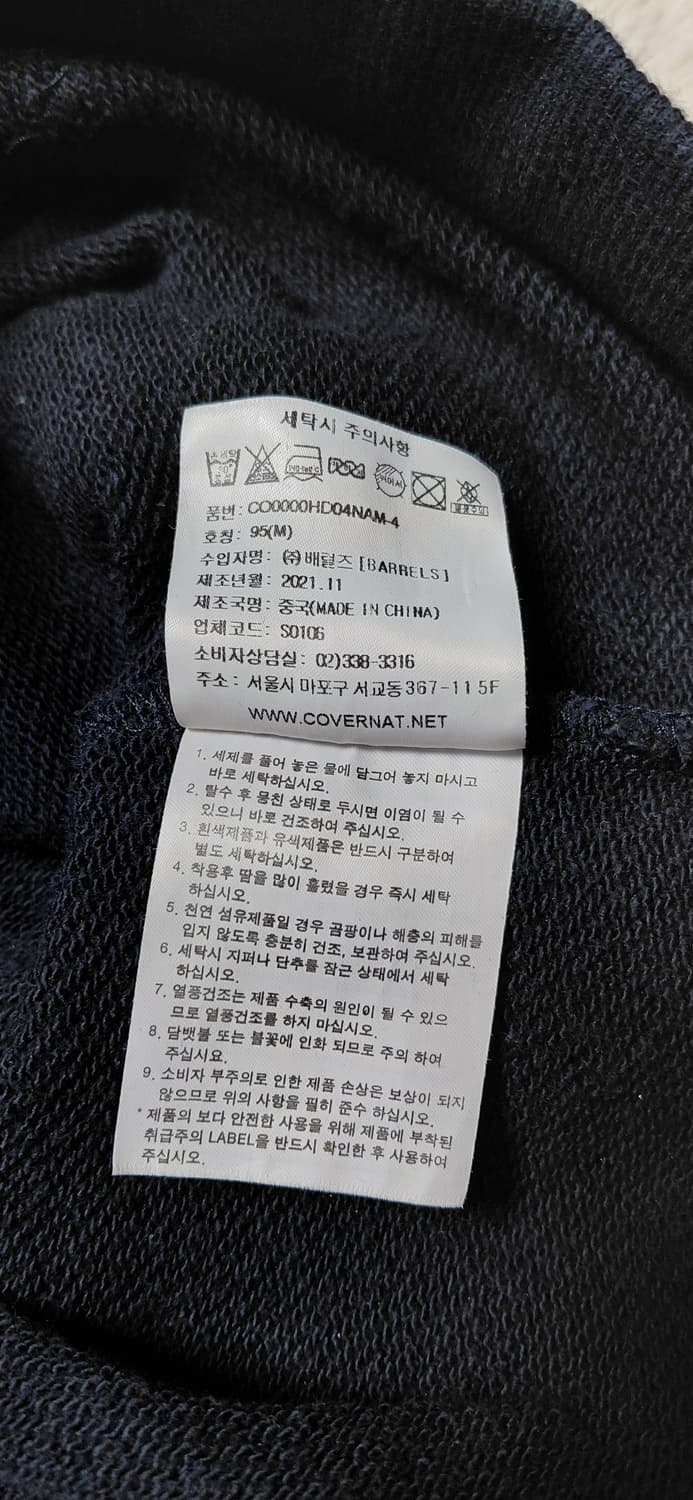 세탁시 주의사항
품번: CO0000HD04NAM-4
호칭: 95(M)
수입자명: ㈜배럴즈 [BARRELS]
제조년월: 2021.11
제조국명: 중국(MADE IN CHINA)
업체코드: S0106
소비자상담실: 02)338-3316
주소: 서울시 마포구 서교동 367-11 5F
WWW.COVERNAT.NET
1. 세제를 풀어 놓은 물에 담그어 놓지 마시고
바로 세탁하십시오.
2. 탈수 후 뭉친 상태로 두시면 이염이 될 수
있으니 바로 건조하여 주십시오.
3. 흰색제품과 유색제품은 반드시 구분하여
별도 세탁하십시오.
4. 착용후 땀을 많이 흘렸을 경우 즉시 세탁
하십시오.
5. 천연 섬유제품일 경우 곰팡이나 해충의 피해를
입지 않도록 충분히 건조, 보관하여 주십시오.
6. 세탁시 지퍼나 단추를 잠근 상태에서 세탁
하십시오.
7. 열풍건조는 제품 수축의 원인이 될 수 있으
므로 열풍건조를 하지 마십시오.
8. 담뱃불 또는 불꽃에 인화 되므로 주의 하여
주십시요.
9. 소비자 부주의로 인한 제품 손상은 보상이 되지
않으므로 위의 사항을 필히 준수 하십시오.
* 제품의 보다 안전한 사용을 위해 제품에 부착된
취급주의 LABEL을 반드시 확인한 후 사용하여
주십시오.